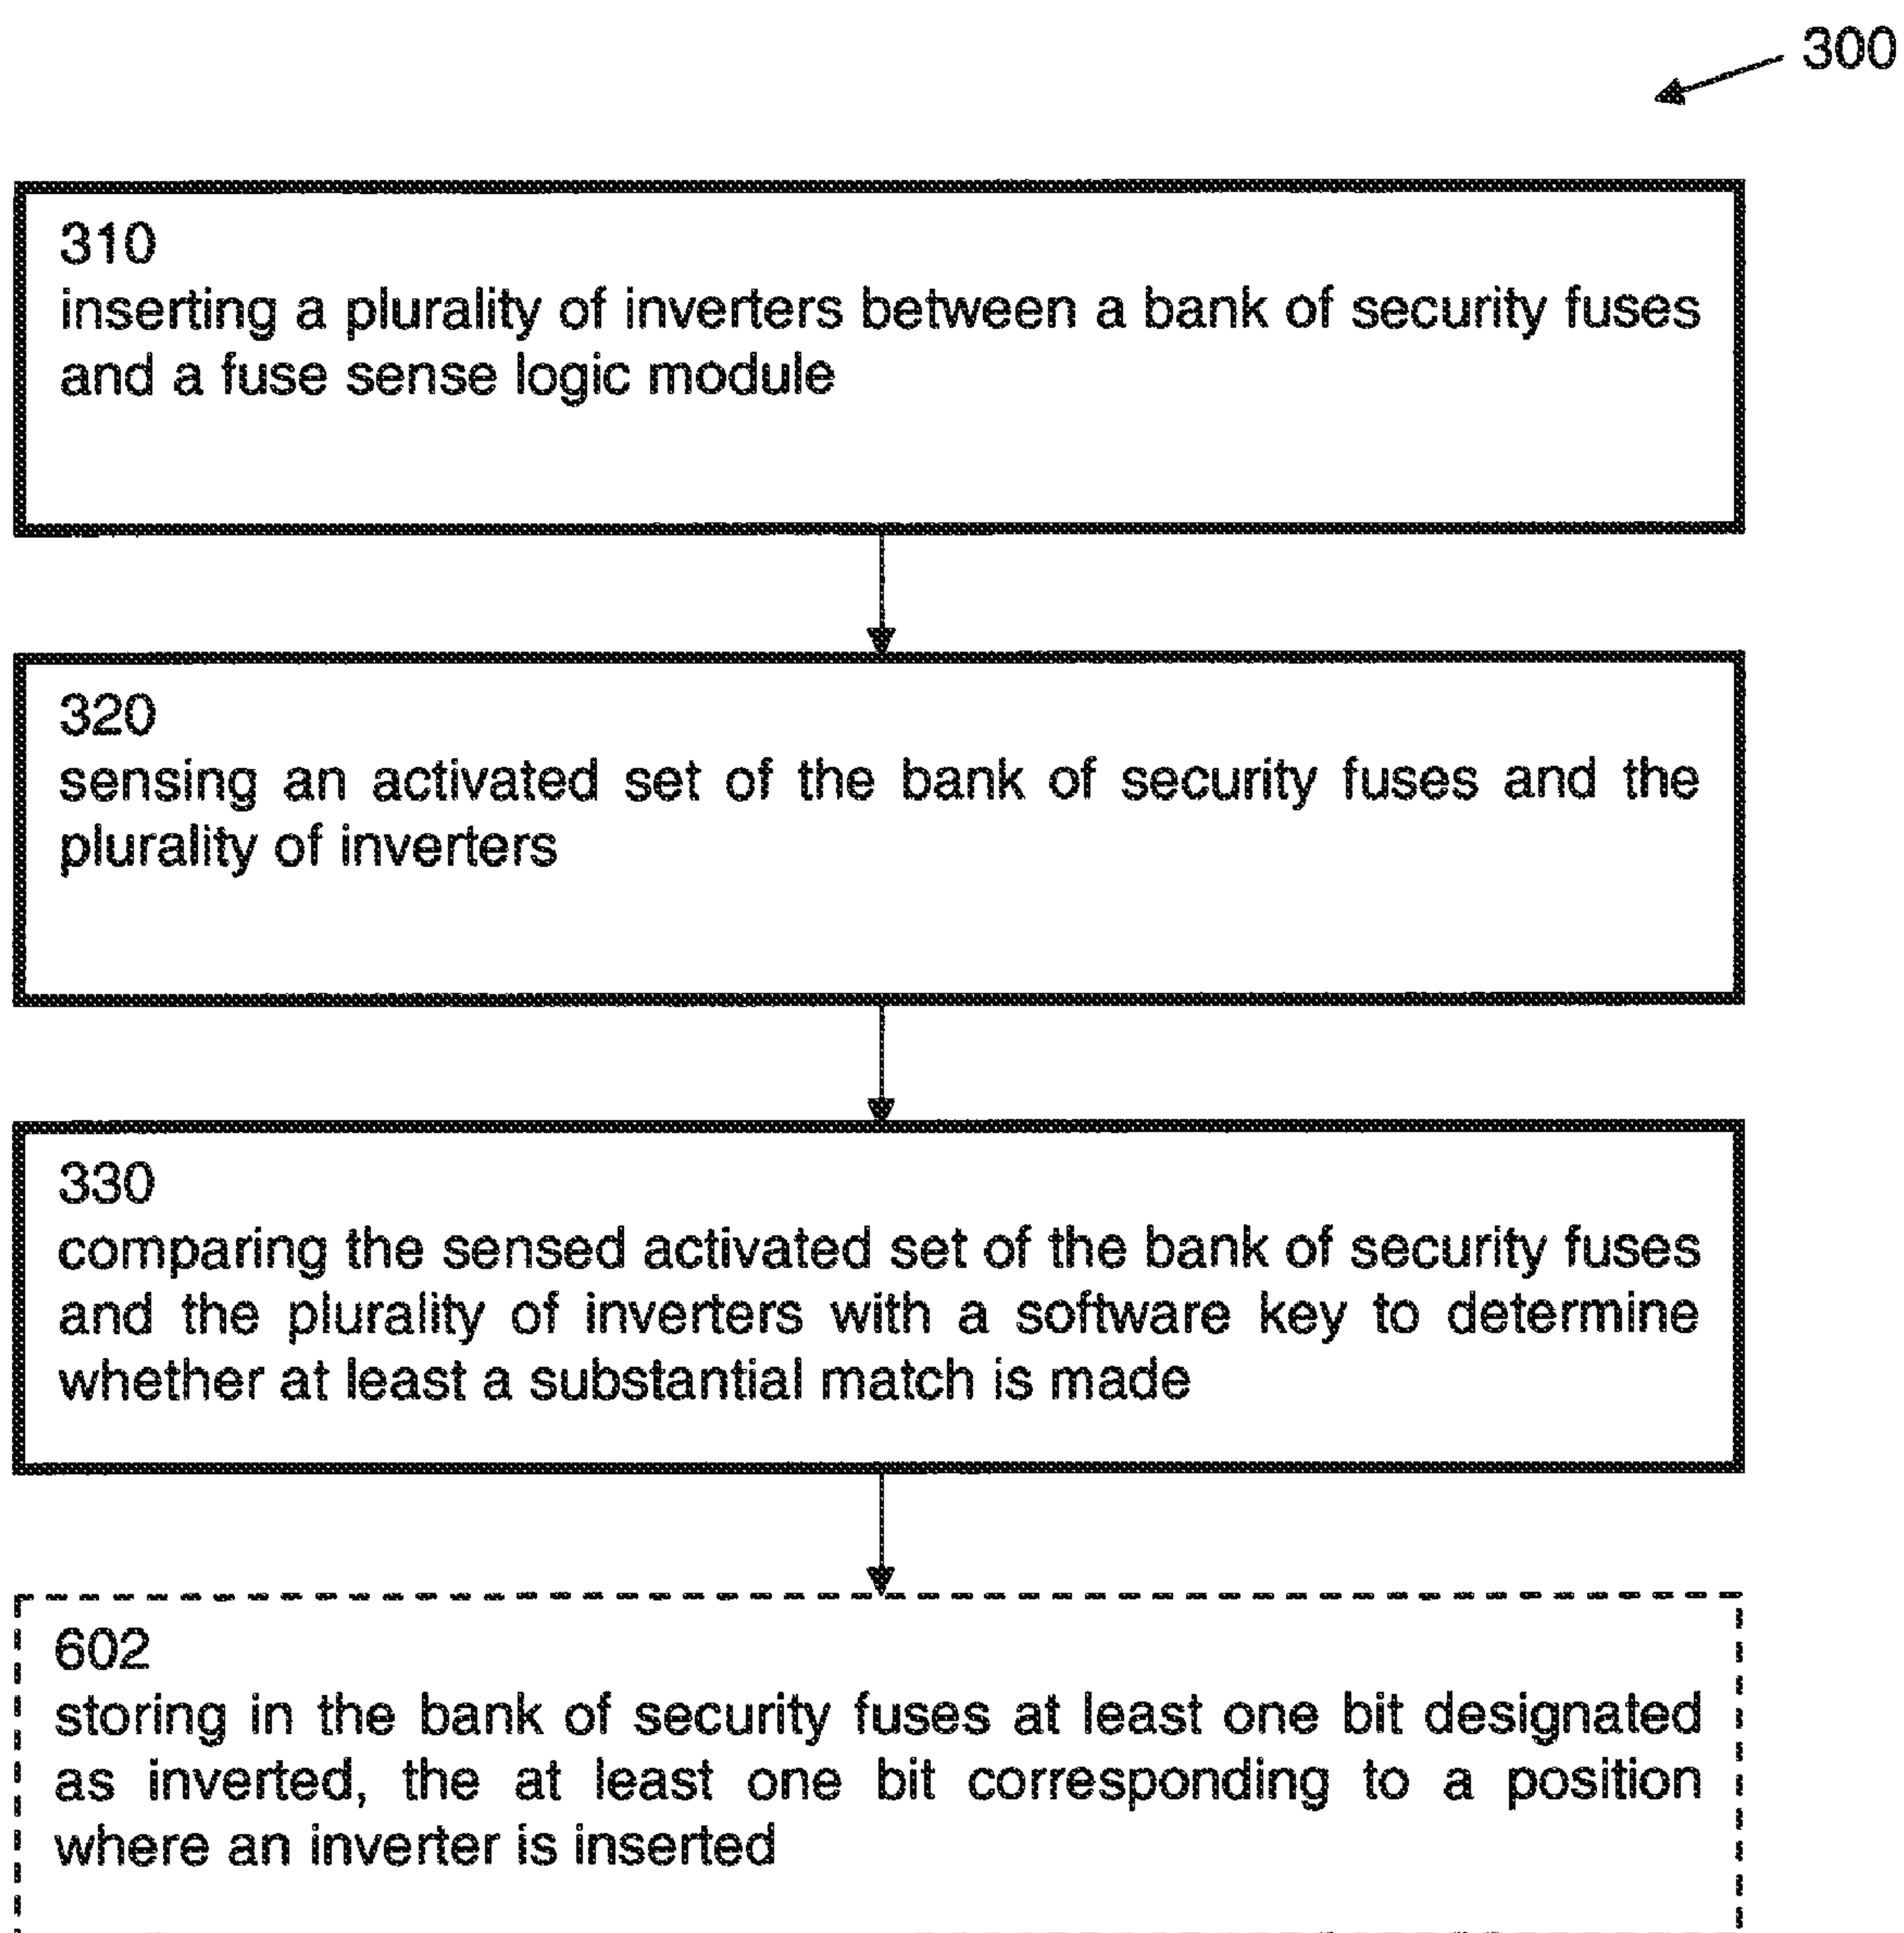 300
310
inserting a plurality of inverters between a bank of security fuses
and a fuse sense logic module
320
sensing an activated set of the bank of security fuses and the
plurality of inverters
330
comparing the sensed activated set of the bank of security fuses
and the plurality of inverters with a software key to determine
whether at least a substantial match is made
602
storing in the bank of security fuses at least one bit designated
as inverted, the at least one bit corresponding to a position
where an inverter is inserted